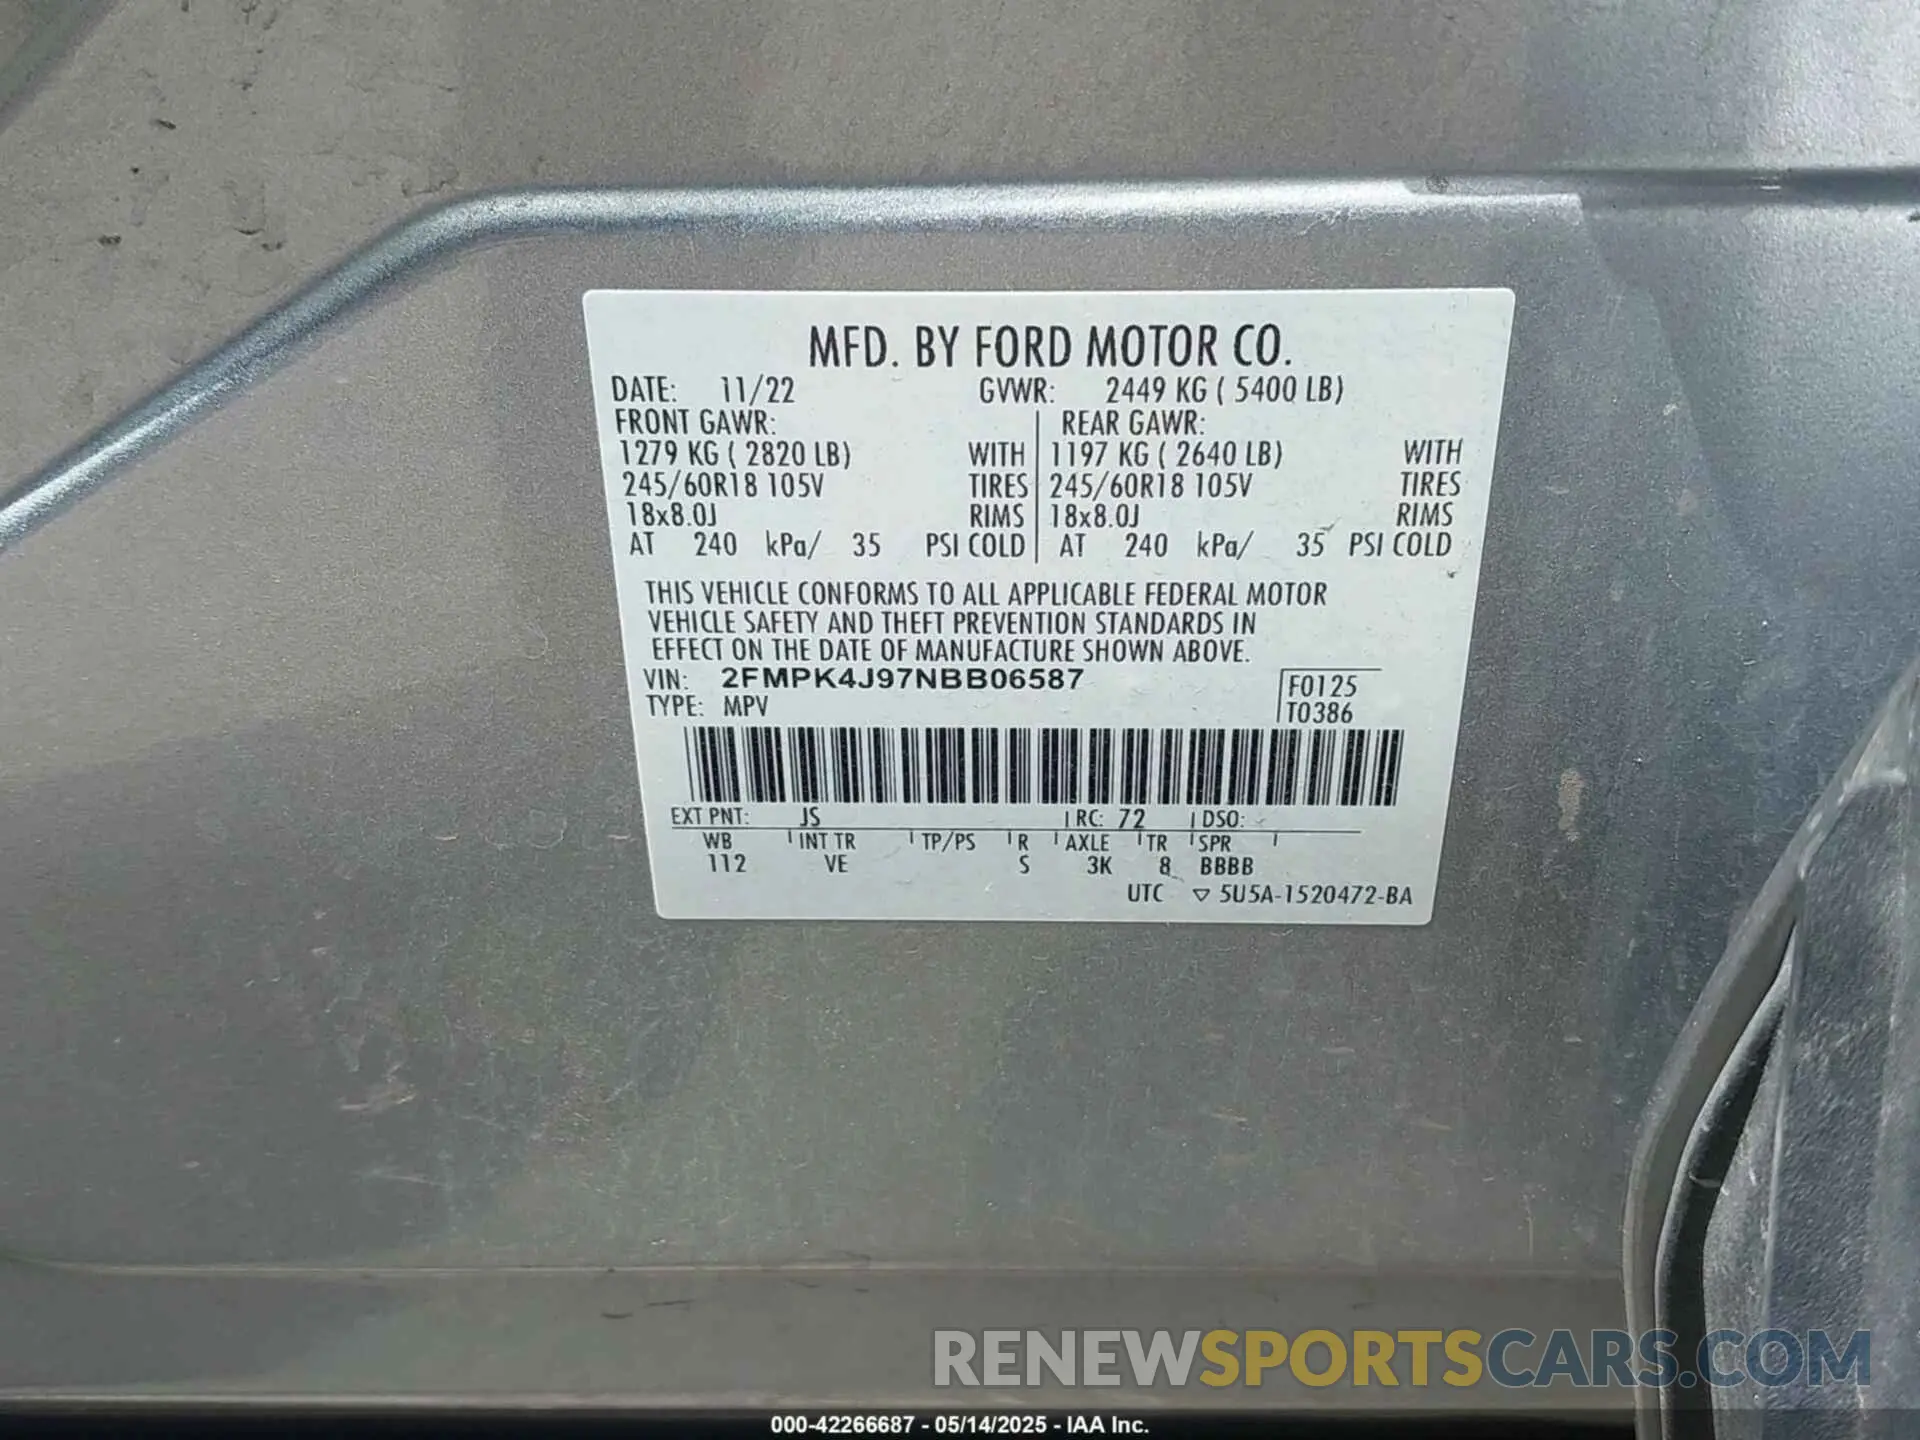 MFD. BY FORD MOTOR CO.
DATE: 11/22 GVWR: 2449 KG ( 5400 LB)
FRONT GAWR: REAR GAWR:
1279 KG ( 2820 LB) WITH 1197 KG ( 2640 LB) WITH
245/60R18 105V TIRES 245/60R18 105V TIRES
18x8.0J RIMS 18x8.0J RIMS
AT 240 kPa/ 35 PSI COLD AT 240 kPa/ 35 PSI COLD
THIS VEHICLE CONFORMS TO ALL APPLICABLE FEDERAL MOTOR
VEHICLE SAFETY AND THEFT PREVENTION STANDARDS IN
EFFECT ON THE DATE OF MANUFACTURE SHOWN ABOVE.
VIN: 2FMPK4J97NBB06587 F0125
TYPE: MPV T0386
EXT PNT: JS RC: 72 DSO:
WB INT TR TP/PS R AXLE TR SPR
112 VE S 3K 8 BBBB
UTC ▽ 5U5A-1520472-BA
RENEWSPORTSCARS.COM
000-42266687 - 05/14/2025 - IAA Inc.